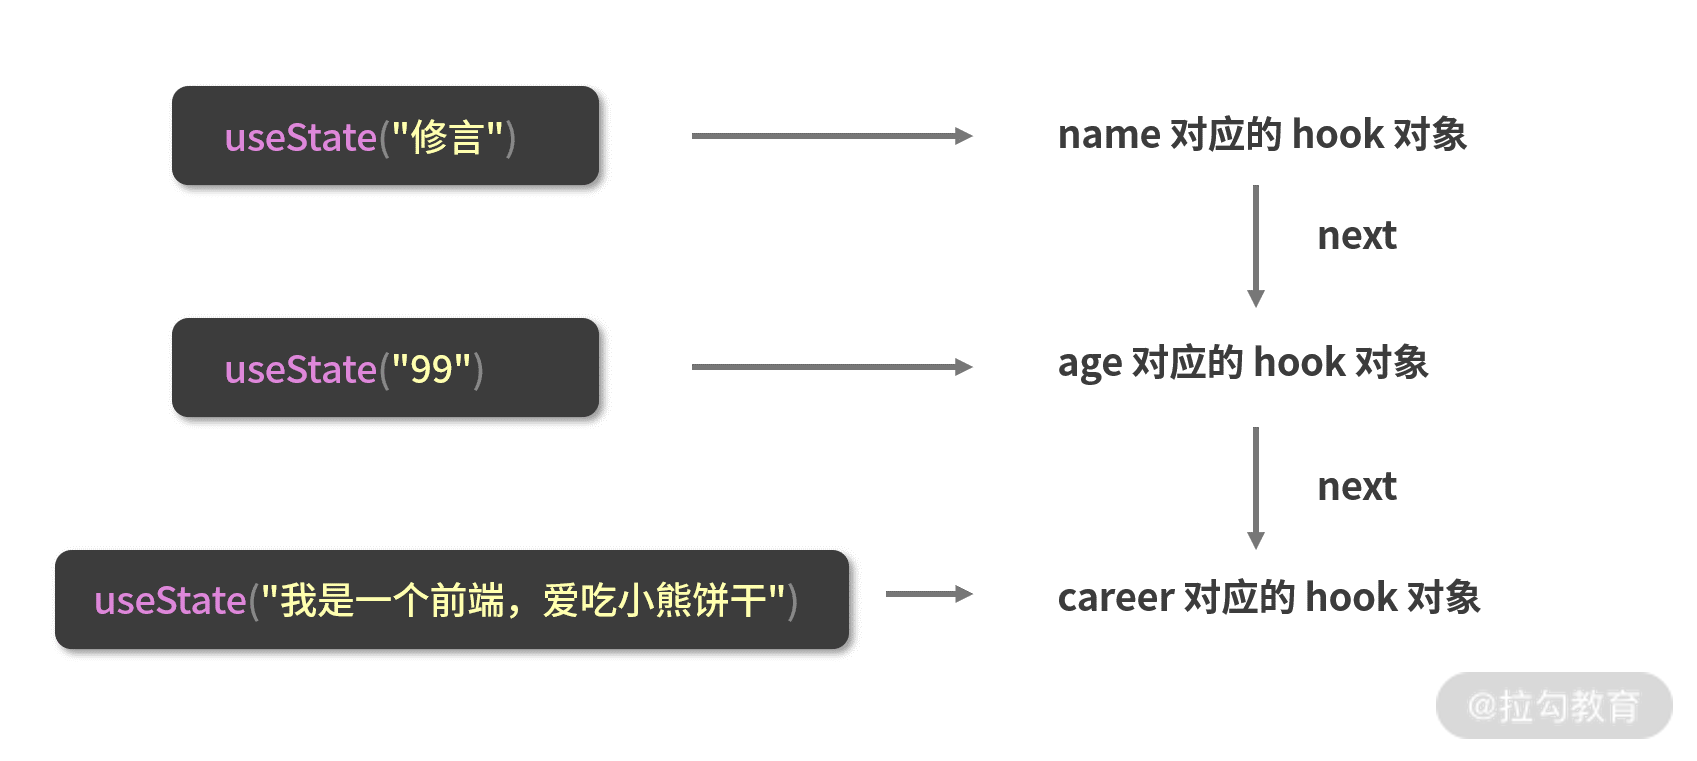 useState("修言")
name 对应的 hook 对象
next
useState("99")
age 对应的 hook 对象
next
useState("我是一个前端，爱吃小熊饼干")
career 对应的 hook 对象
@拉勾教育